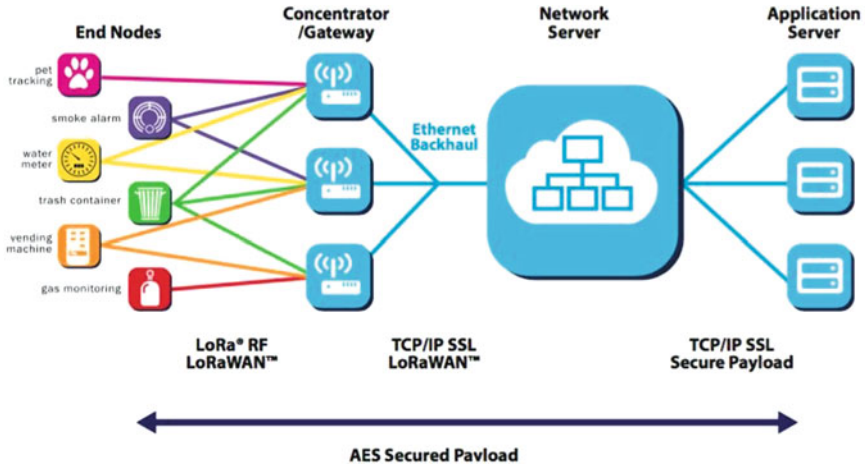 End Nodes
Concentrator
/Gateway
Network
Server
Application
Server
pet
tracking
smoke alarm
water
meter
trash container
vending
machine
gas monitoring
Ethernet
Backhaul
LoRa® RF
LoRaWAN™
TCP/IP SSL
LoRaWAN™
TCP/IP SSL
Secure Payload
AES Secured Payload